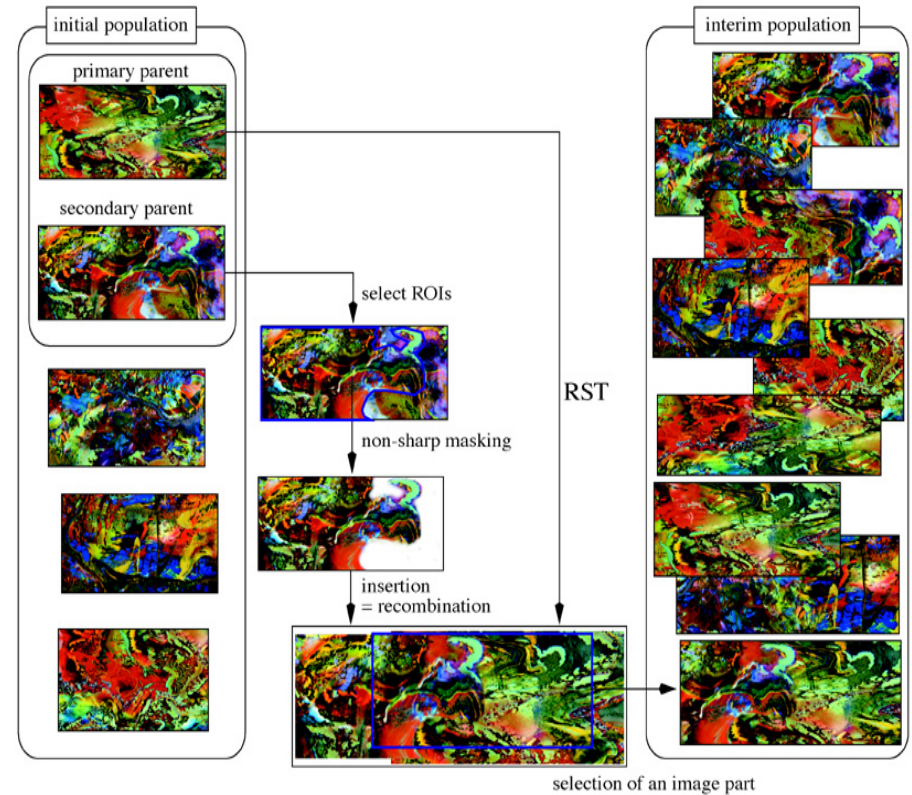 initial population
interim population
primary parent
secondary parent
select ROIs
RST
non-sharp masking
insertion
= recombination
selection of an image part